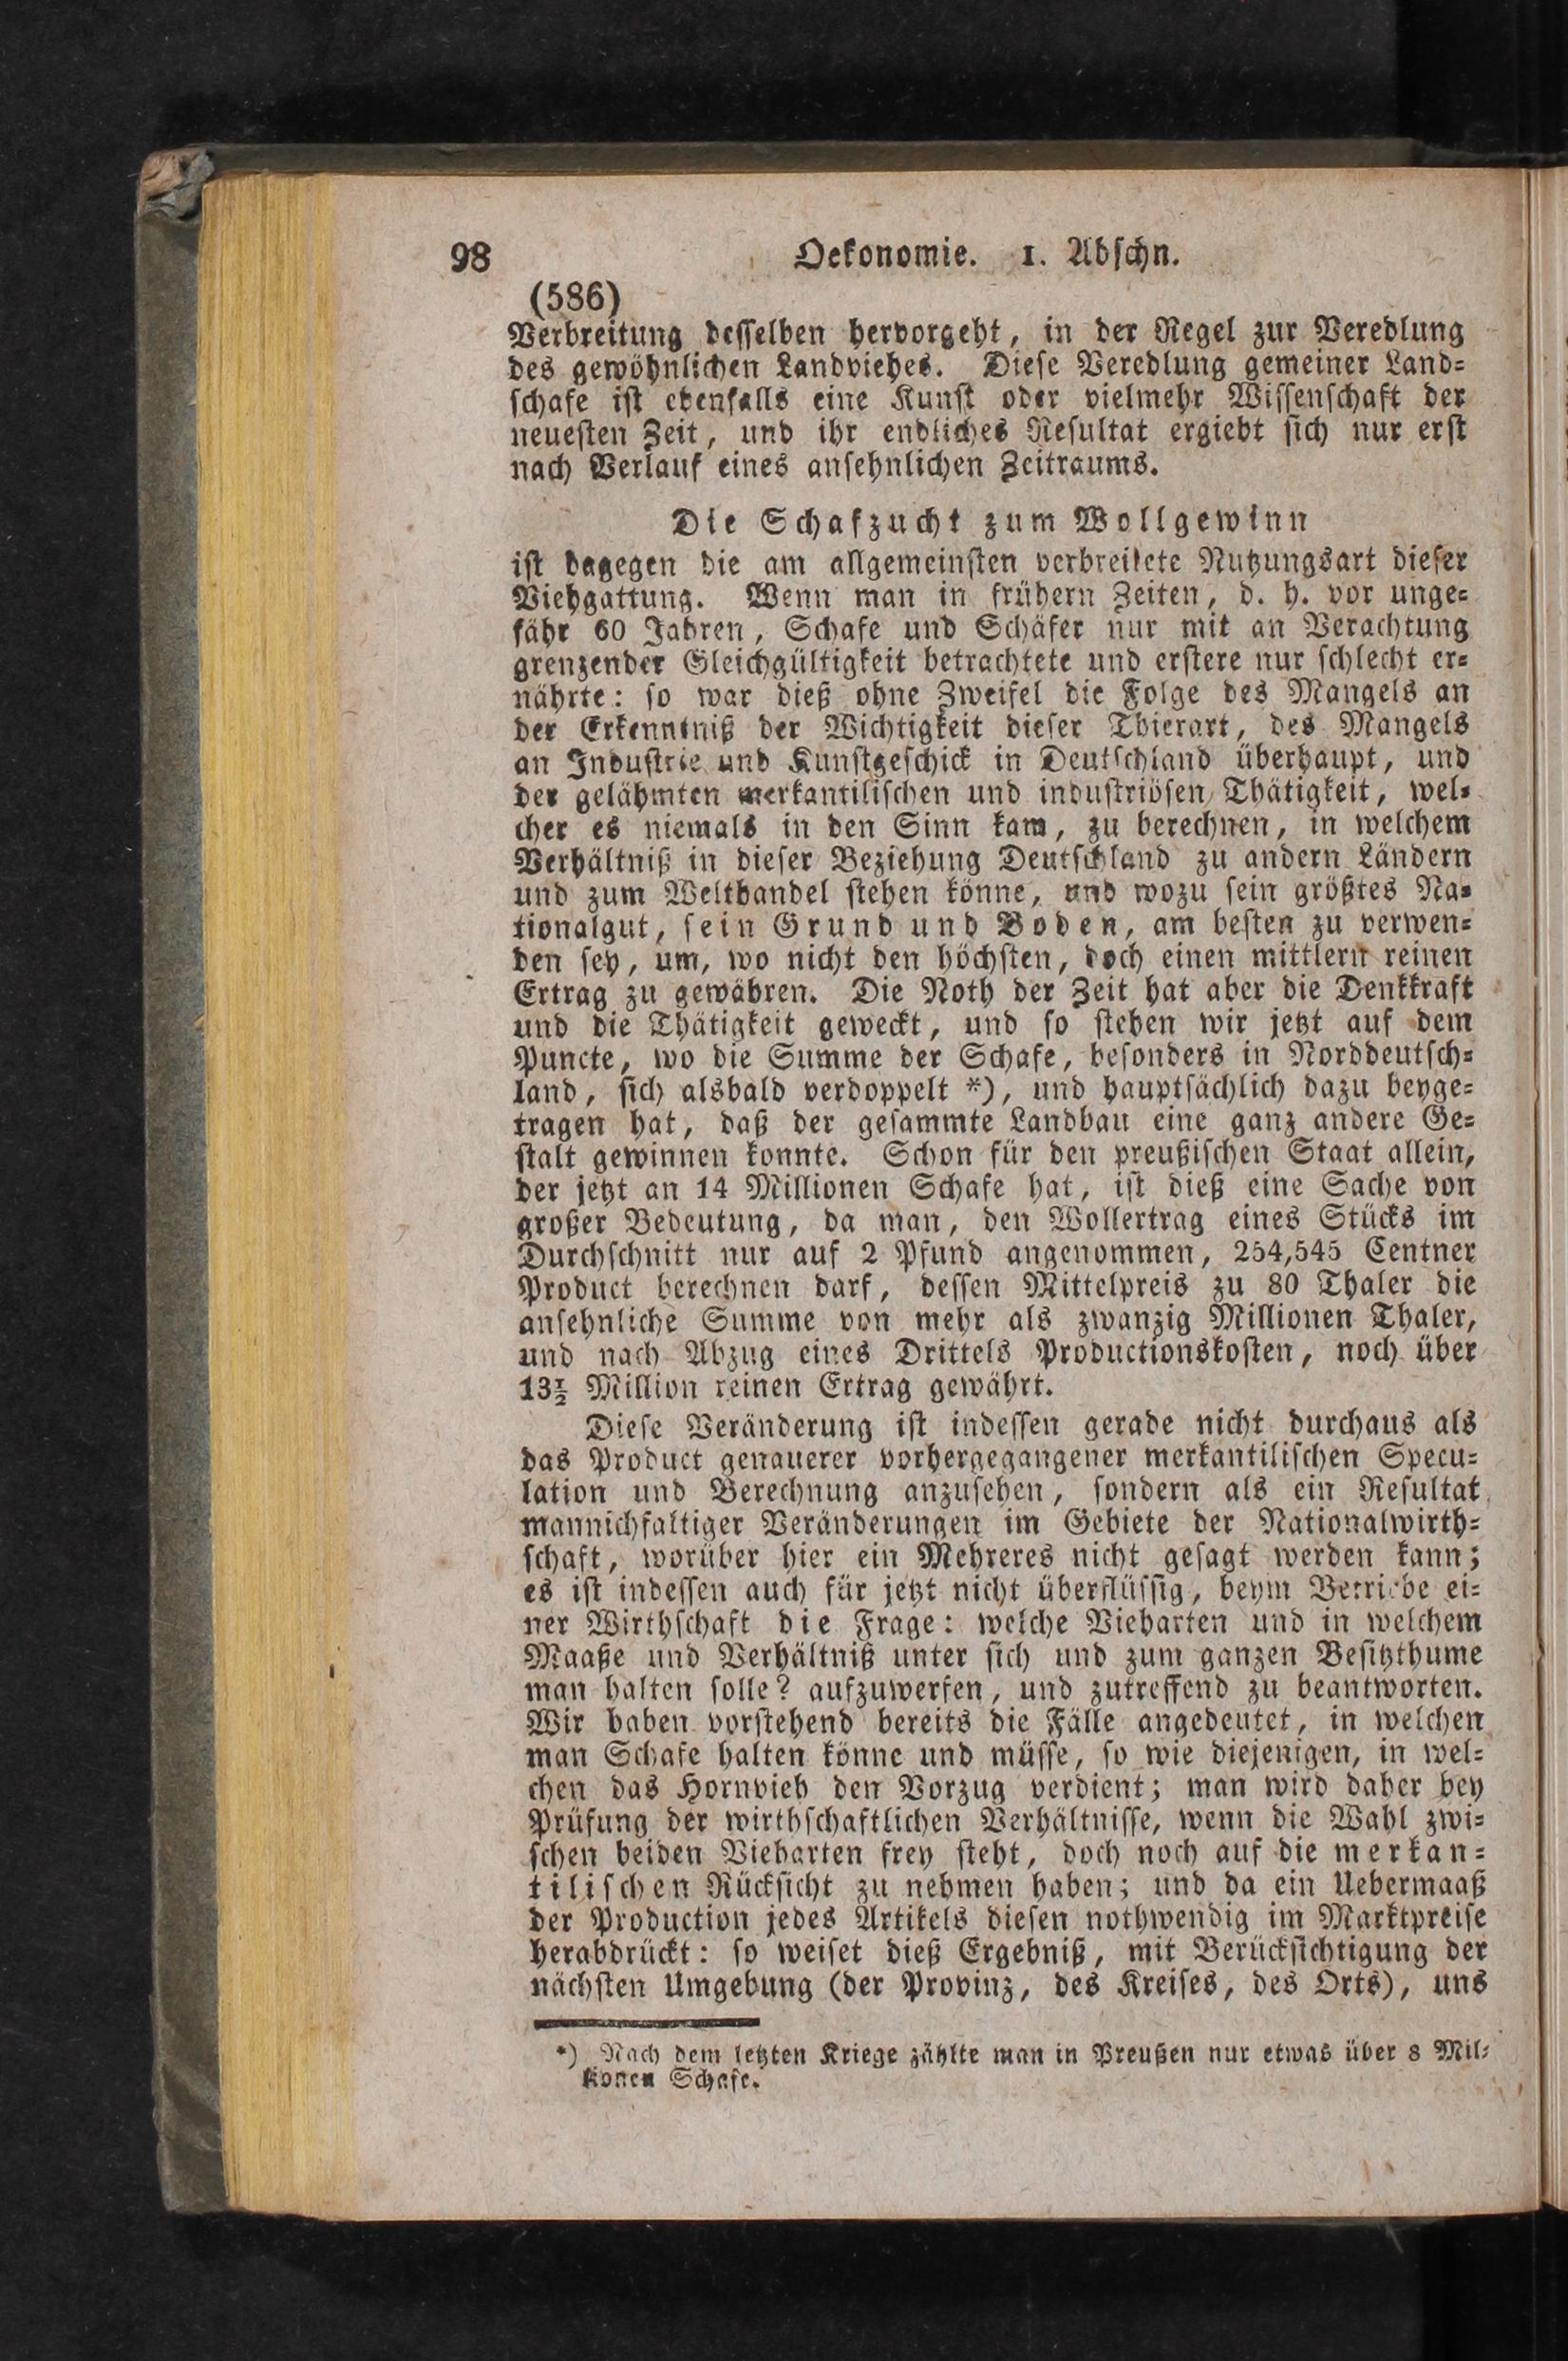 98
Oekonomie. 1. Abschn.
(586)
Verbreitung desselben hervorgeht, in der Regel zur Veredlung
des gewöhnlichen Landviehes. Diese Veredlung gemeiner Land-
schafe ist ebenfalls eine Kunst oder vielmehr Wissenschaft der
neuesten Zeit, und ihr endliches Resultat ergiebt sich nur erst
nach Verlauf eines ansehnlichen Zeitraums.
Die Schafzucht zum Wollgewinn
ist dagegen die am allgemeinsten verbreitete Nutzungsart dieser
Viehgattung. Wenn man in frühern Zeiten, d. h. vor unge-
fähr 60 Jahren, Schafe und Schäfer nur mit an Verachtung
grenzender Gleichgültigkeit betrachtete und erstere nur schlecht er-
nährte: so war dieß ohne Zweifel die Folge des Mangels an
der Erkenntniß der Wichtigkeit dieser Thierart, des Mangels
an Industrie und Kunstgeschick in Deutschland überhaupt, und
der gelähmten merkantilischen und industriösen Thätigkeit, wel-
cher es niemals in den Sinn kam, zu berechnen, in welchem
Verhältniß in dieser Beziehung Deutschland zu andern Ländern
und zum Welthandel stehen könne, und wozu sein größtes Na-
tionalgut, sein Grund und Boden, am besten zu verwen-
den sey, um, wo nicht den höchsten, doch einen mittlern reinen
Ertrag zu gewähren. Die Noth der Zeit hat aber die Denkkraft
und die Thätigkeit geweckt, und so stehen wir jetzt auf dem
Puncte, wo die Summe der Schafe, besonders in Norddeutsch-
land, sich alsbald verdoppelt *), und hauptsächlich dazu beyge-
tragen hat, daß der gesammte Landbau eine ganz andere Ge-
stalt gewinnen konnte. Schon für den preußischen Staat allein,
der jetzt an 14 Millionen Schafe hat, ist dieß eine Sache von
großer Bedeutung, da man, den Wollertrag eines Stücks im
Durchschnitt nur auf 2 Pfund angenommen, 254,545 Centner
Product berechnen darf, dessen Mittelpreis zu 80 Thaler die
ansehnliche Summe von mehr als zwanzig Millionen Thaler,
und nach Abzug eines Drittels Productionskosten, noch über
13½ Million reinen Ertrag gewährt.
Diese Veränderung ist indessen gerade nicht durchaus als
das Product genauerer vorhergegangener merkantilischen Specu-
lation und Berechnung anzusehen, sondern als ein Resultat
mannichfaltiger Veränderungen im Gebiete der Nationalwirth-
schaft, worüber hier ein Mehreres nicht gesagt werden kann;
es ist indessen auch für jetzt nicht überflüssig, beym Betriebe ei-
ner Wirthschaft die Frage: welche Vieharten und in welchem
Maaße und Verhältniß unter sich und zum ganzen Besitzthume
man halten solle? aufzuwerfen, und zutreffend zu beantworten.
Wir haben vorstehend bereits die Fälle angedeutet, in welchen
man Schafe halten könne und müsse, so wie diejenigen, in wel-
chen das Hornvieh den Vorzug verdient; man wird daher bey
Prüfung der wirthschaftlichen Verhältnisse, wenn die Wahl zwi-
schen beiden Vieharten frey steht, doch noch auf die merkan-
tilischen Rücksicht zu nehmen haben; und da ein Uebermaaß
der Production jedes Artikels diesen nothwendig im Marktpreise
herabdrückt: so weiset dieß Ergebniß, mit Berücksichtigung der
nächsten Umgebung (der Provinz, des Kreises, des Orts), uns
*) Nach dem letzten Kriege zählte man in Preußen nur etwas über 8 Mil-
lionen Schafe.